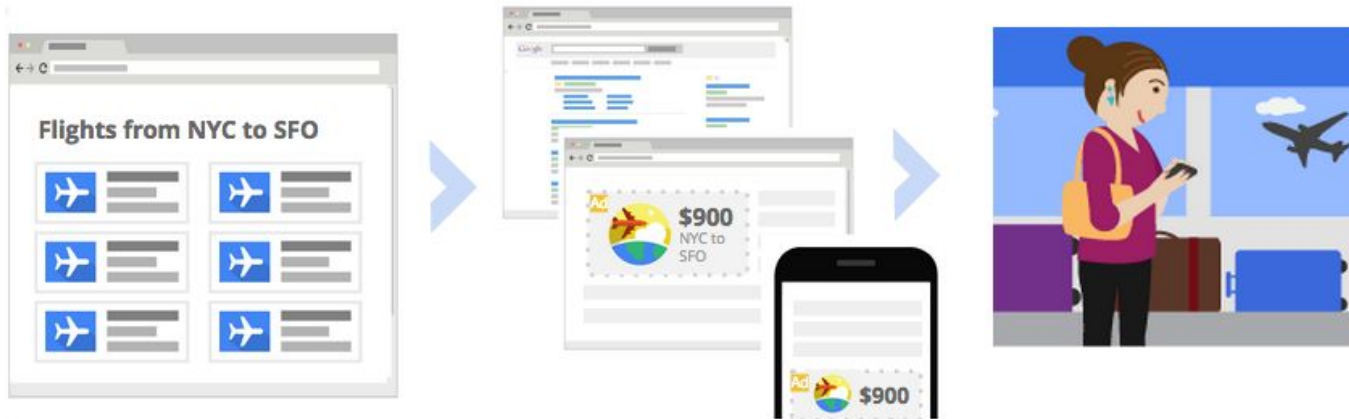 Flights from NYC to SFO
Google
Ad
$900
NYC to
SFO
Ad
$900